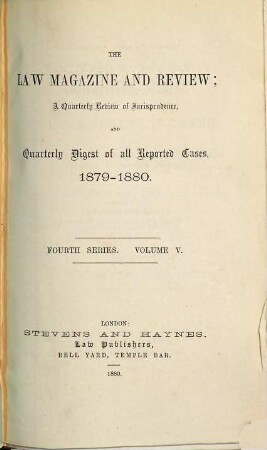 THE
LAW MAGAZINE AND REVIEW;
A Quarterly Review of Jurisprudence,
AND
Quarterly Digest of all Reported Cases.
1879-1880.
FOURTH SERIES. VOLUME V.
LONDON:
STEVENS AND HAYNES,
Law Publishers,
BELL YARD, TEMPLE BAR.
1880.